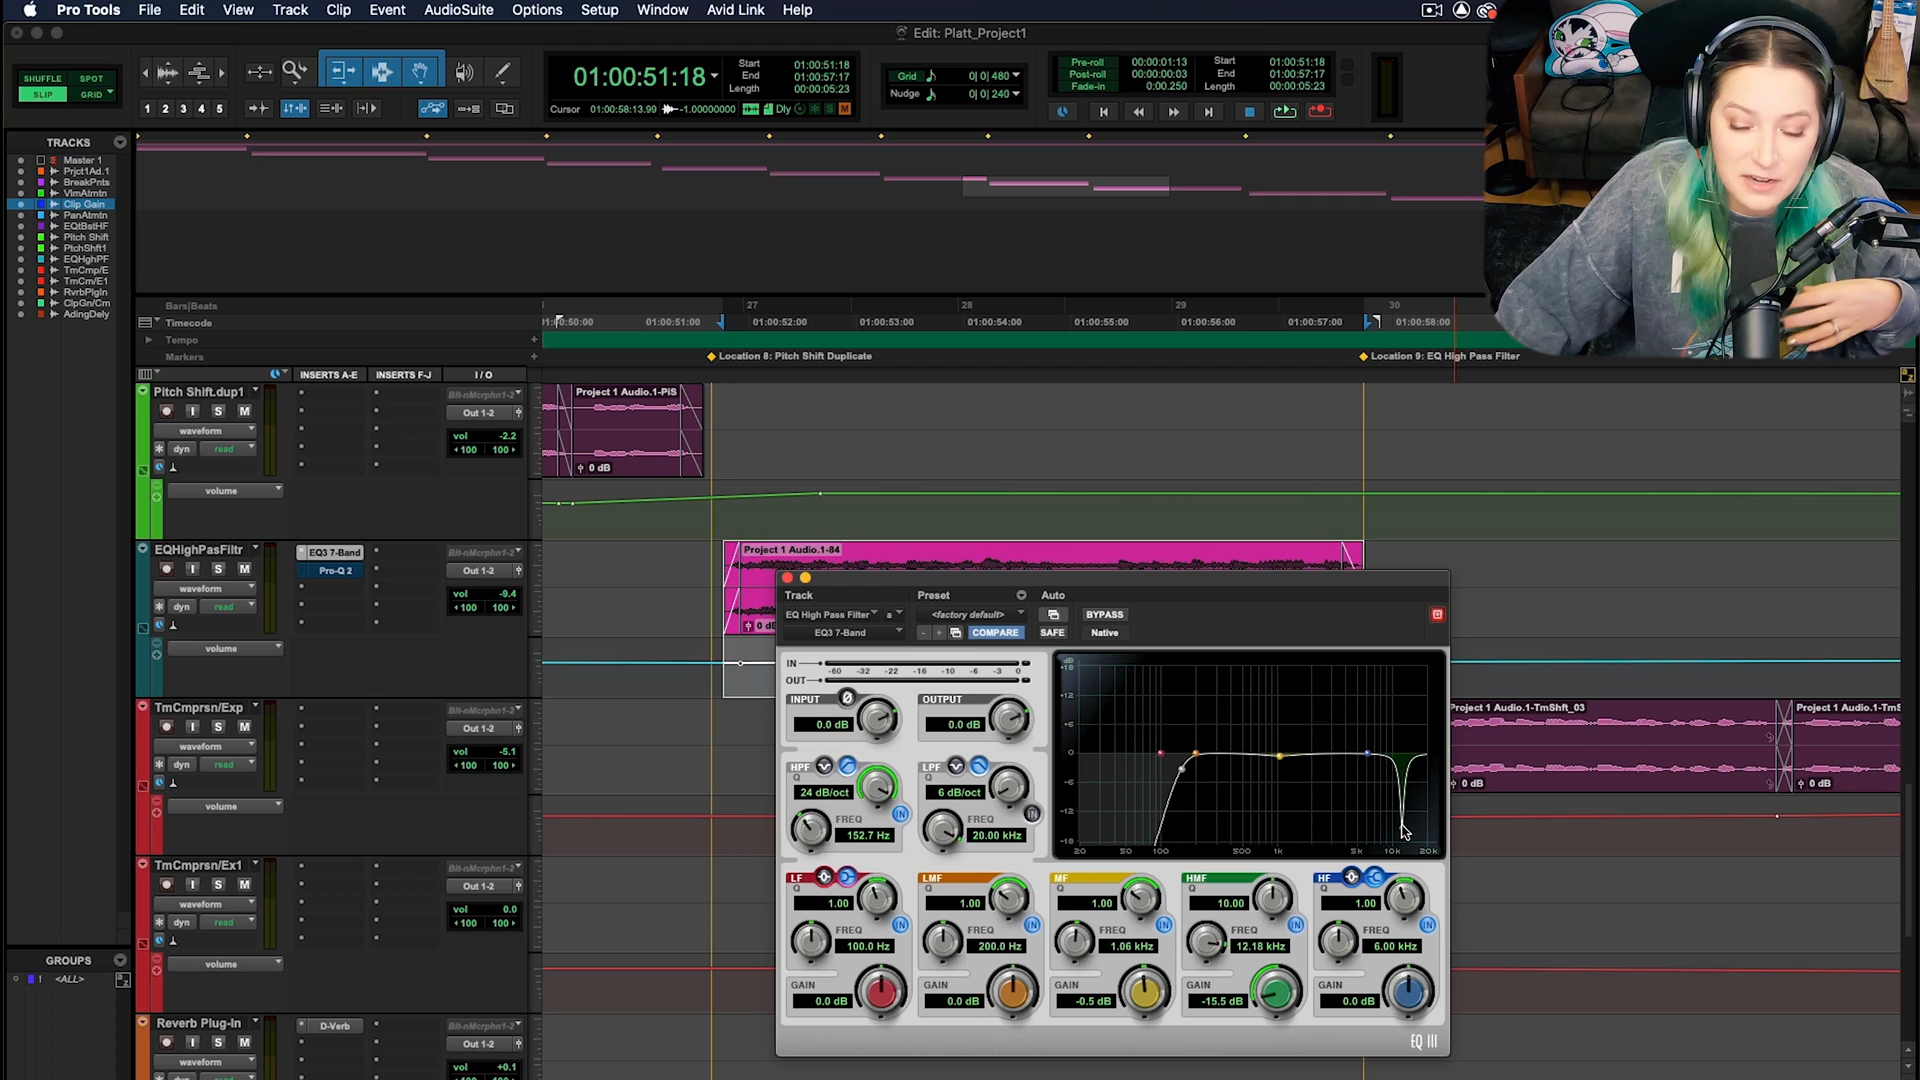 Pro Tools File Edit View Track Clip Event AudioSuite Options Setup Window Avid Link Help
Edit: Platt_Project1
SHUFFLE SPOT
SLIP GRID
1 2 3 4 5
01:00:51:18
Start 01:00:51:18
End 01:00:57:17
Length 00:00:05:23
Cursor 01:00:58:13.99 -1.00000000 Dly S M
Grid 0| 0| 480
Nudge 0| 0| 240
Pre-roll 00:00:01:13
Post-roll 00:00:00:03
Fade-in 0:00.250
Start 01:00:51:18
End 01:00:57:17
Length 00:00:05:23
TRACKS
Master 1
Prjct1Ad.1
BreakPnts
VlmAtmtn
Clip Gain
PanAtmtn
EQtBstHF
Pitch Shift
PtchShft1
EQHghPF
TmCmp/E
TmCm/E1
RvrbPlgIn
ClpGn/Cm
AdingDely
GROUPS
1 <ALL>
Bars|Beats 27 28 29 30
Timecode 01:00:51:00 01:00:52:00 01:00:53:00 01:00:54:00 01:00:55:00 01:00:56:00 01:00:57:00 01:00:58:00
Tempo
Markers Location 8: Pitch Shift Duplicate Location 9: EQ High Pass Filter
INSERTS A-E INSERTS F-J I / O
Pitch Shift.dup1
I S M
waveform
dyn read
volume
Blt-nMcrphn1-2
Out 1-2
vol -2.2
100 100
Project 1 Audio.1-PiS
0 dB
EQHighPasFiltr
I S M
waveform
dyn read
volume
EQ3 7-Band
Pro-Q 2
Blt-nMcrphn1-2
Out 1-2
vol -9.4
100 100
Project 1 Audio.1-84
TmCmprsn/Exp
I S M
waveform
dyn read
volume
Blt-nMcrphn1-2
Out 1-2
vol -5.1
100 100
Project 1 Audio.1-TmShft_03
0 dB
Project 1 Audio.1-TmS
0 dB
TmCmprsn/Ex1
I S M
waveform
dyn read
volume
Blt-nMcrphn1-2
Out 1-2
vol 0.0
100 100
Reverb Plug-In
I S M
waveform
D-Verb
Blt-nMcrphn1-2
Out 1-2
vol +0.1
Track Preset Auto
EQ High Pass Filter a <factory default> BYPASS
EQ3 7-Band - + COMPARE SAFE Native
IN
-60 -32 -22 -16 -10 -6 -3 0
OUT
INPUT 0.0 dB
OUTPUT 0.0 dB
HPF
Q
24 dB/oct
IN
FREQ
152.7 Hz
LPF
Q
6 dB/oct
IN
FREQ
20.00 kHz
dB
+18
+12
+6
0
-6
-12
-18
20 50 100 500 1k 5k 10k 20k
LF LMF MF HMF HF
Q Q Q Q Q
1.00 1.00 1.00 10.00 1.00
IN IN IN IN IN
FREQ FREQ FREQ FREQ FREQ
100.0 Hz 200.0 Hz 1.06 kHz 12.18 kHz 6.00 kHz
GAIN GAIN GAIN GAIN GAIN
0.0 dB 0.0 dB -0.5 dB -15.5 dB 0.0 dB
EQ III